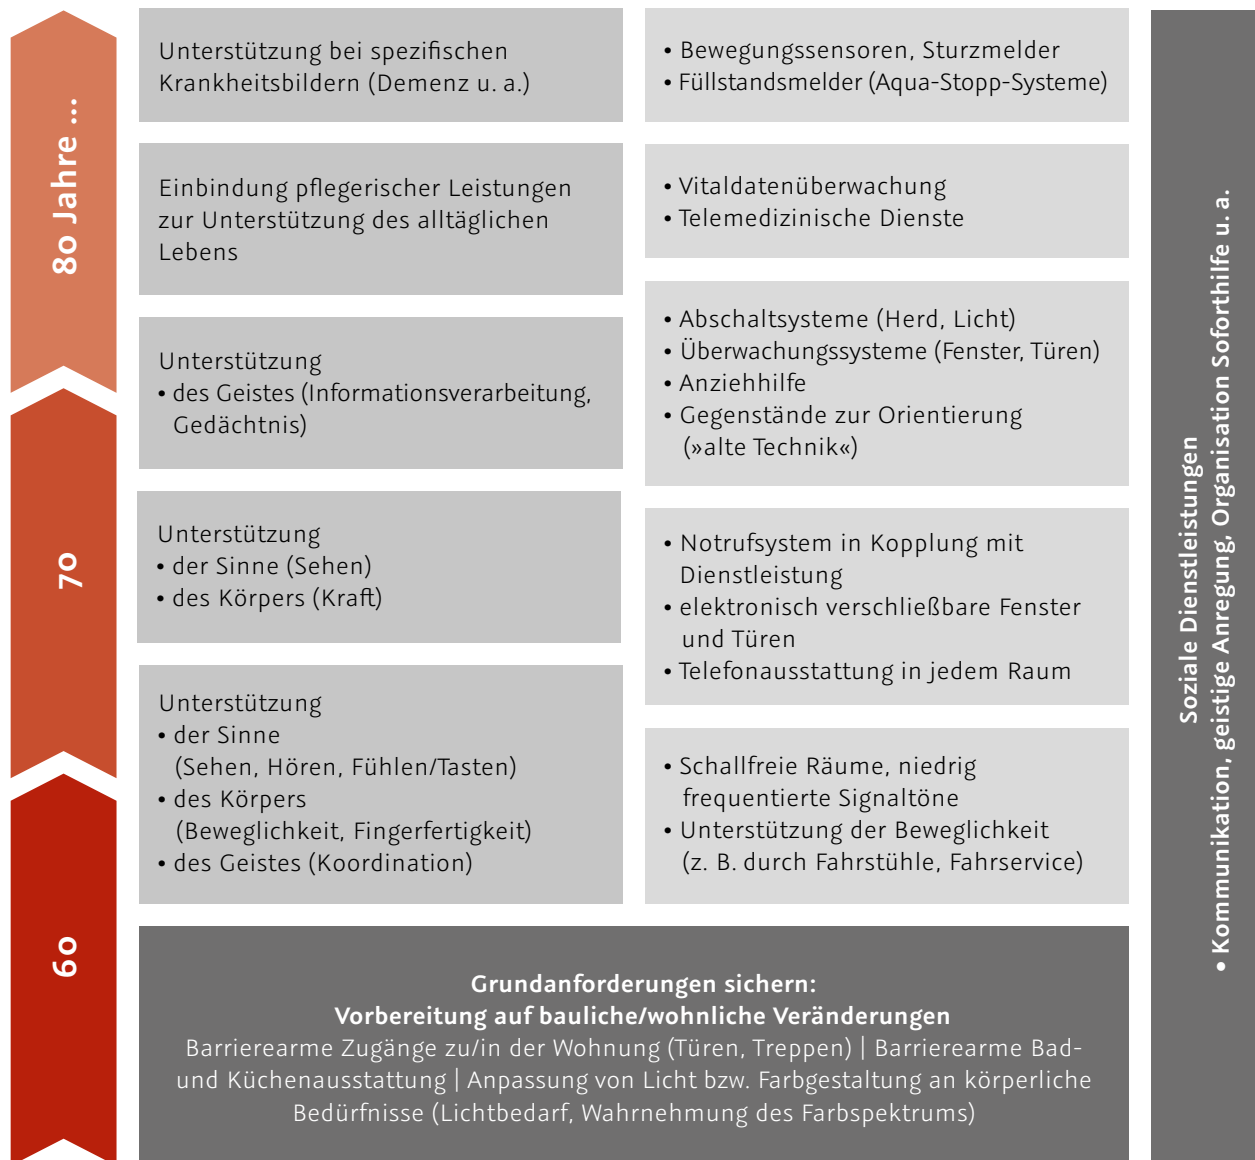 80 Jahre ...
70
60
Unterstützung bei spezifischen
Krankheitsbildern (Demenz u. a.)
Einbindung pflegerischer Leistungen
zur Unterstützung des alltäglichen
Lebens
Unterstützung
• des Geistes (Informationsverarbeitung,
Gedächtnis)
Unterstützung
• der Sinne (Sehen)
• des Körpers (Kraft)
Unterstützung
• der Sinne
(Sehen, Hören, Fühlen/Tasten)
• des Körpers
(Beweglichkeit, Fingerfertigkeit)
• des Geistes (Koordination)
• Bewegungssensoren, Sturzmelder
• Füllstandsmelder (Aqua-Stopp-Systeme)
• Vitaldatenüberwachung
• Telemedizinische Dienste
• Abschaltsysteme (Herd, Licht)
• Überwachungssysteme (Fenster, Türen)
• Anziehhilfe
• Gegenstände zur Orientierung
(»alte Technik«)
• Notrufsystem in Kopplung mit
Dienstleistung
• elektronisch verschließbare Fenster
und Türen
• Telefonausstattung in jedem Raum
• Schallfreie Räume, niedrig
frequentierte Signaltöne
• Unterstützung der Beweglichkeit
(z. B. durch Fahrstühle, Fahrservice)
Grundanforderungen sichern:
Vorbereitung auf bauliche/wohnliche Veränderungen
Barrierearme Zugänge zu/in der Wohnung (Türen, Treppen) | Barrierearme Bad-
und Küchenausstattung | Anpassung von Licht bzw. Farbgestaltung an körperliche
Bedürfnisse (Lichtbedarf, Wahrnehmung des Farbspektrums)
Soziale Dienstleistungen
• Kommunikation, geistige Anregung, Organisation Soforthilfe u. a.